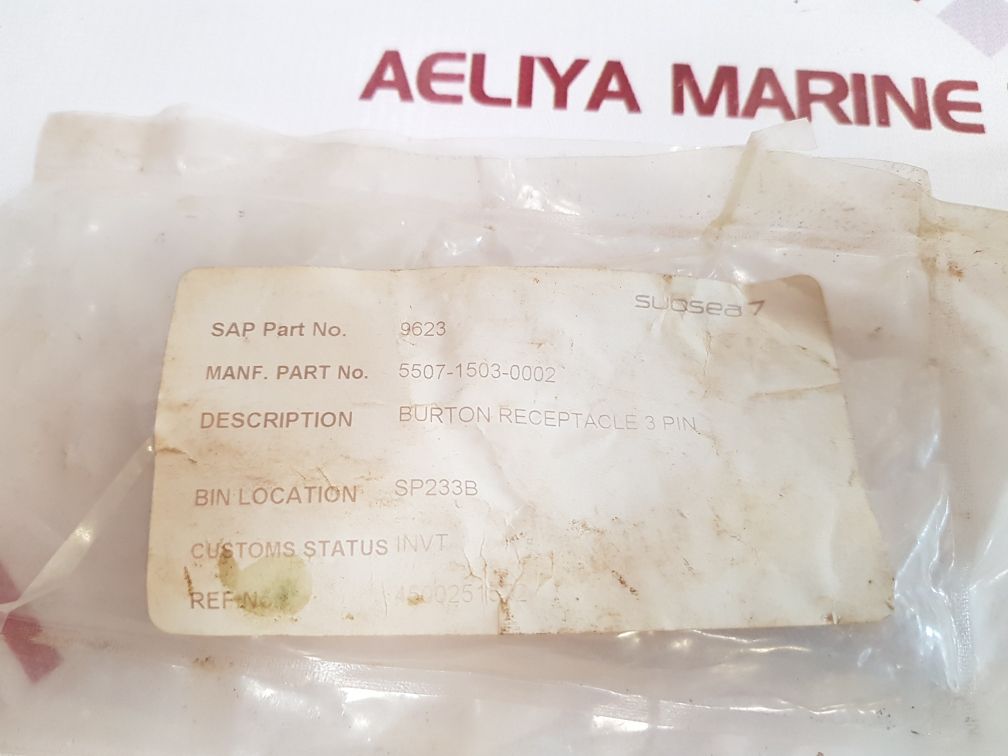 AELIYA MARINE
subsea 7
SAP Part No. 9623
MANF. PART No. 5507-1503-0002
DESCRIPTION BURTON RECEPTACLE 3 PIN
BIN LOCATION SP233B
CUSTOMS STATUS INVT
REF